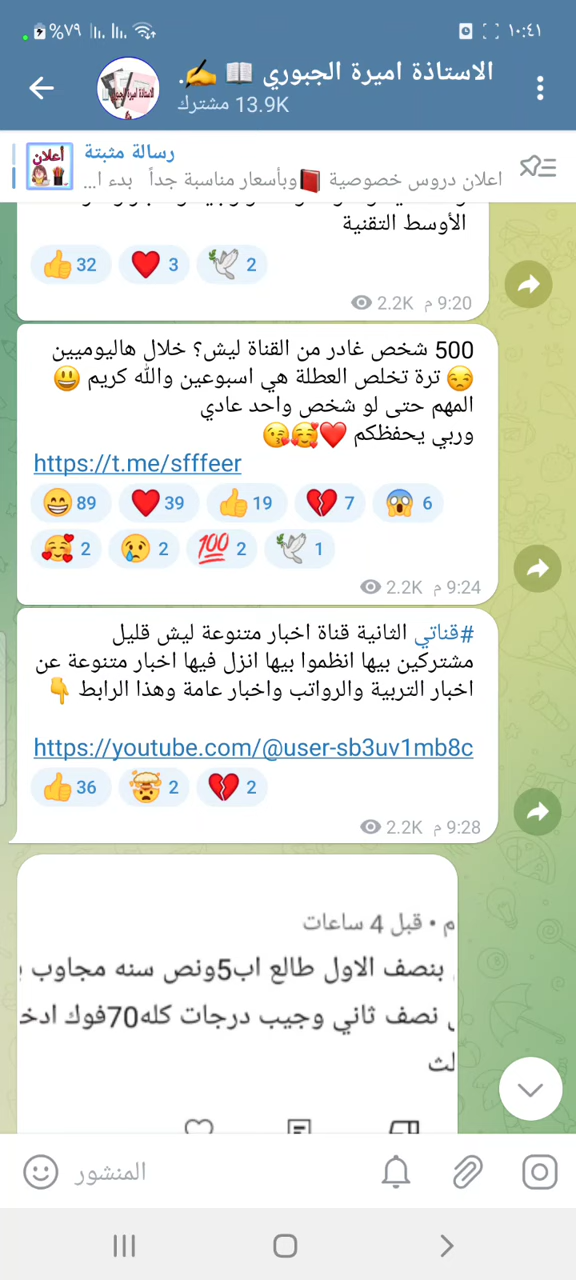 ١٠:٤١
%٧٩
الاستاذة اميرة الجبوري 📖 ✍️.
13.9K مشترك
رسالة مثبتة
اعلان دروس خصوصية 📕وبأسعار مناسبة جداً بدء ا...
أعلان
الأوسط التقنية
👍 32 ❤️ 3 🕊 2
2.2K 9:20 م
500 شخص غادر من القناة ليش؟ خلال هاليوميين
😒 ترة تخلص العطلة هي اسبوعين والله كريم 😃
المهم حتى لو شخص واحد عادي
وربي يحفظكم ❤️🥰😘
https://t.me/sfffeer
😁 89 ❤️ 39 👍 19 💔 7 😱 6
🥰 2 😢 2 💯 2 🕊 1
2.2K 9:24 م
#قناتي الثانية قناة اخبار متنوعة ليش قليل
مشتركين بيها انظموا بيها انزل فيها اخبار متنوعة عن
اخبار التربية والرواتب واخبار عامة وهذا الرابط 👇
https://youtube.com/@user-sb3uv1mb8c
👍 36 🤯 2 💔 2
2.2K 9:28 م
م • قبل 4 ساعات
بنصف الاول طالع اب5ونص سنه مجاوب
نصف ثاني وجيب درجات كله70فوك ادخ
لث
المنشور